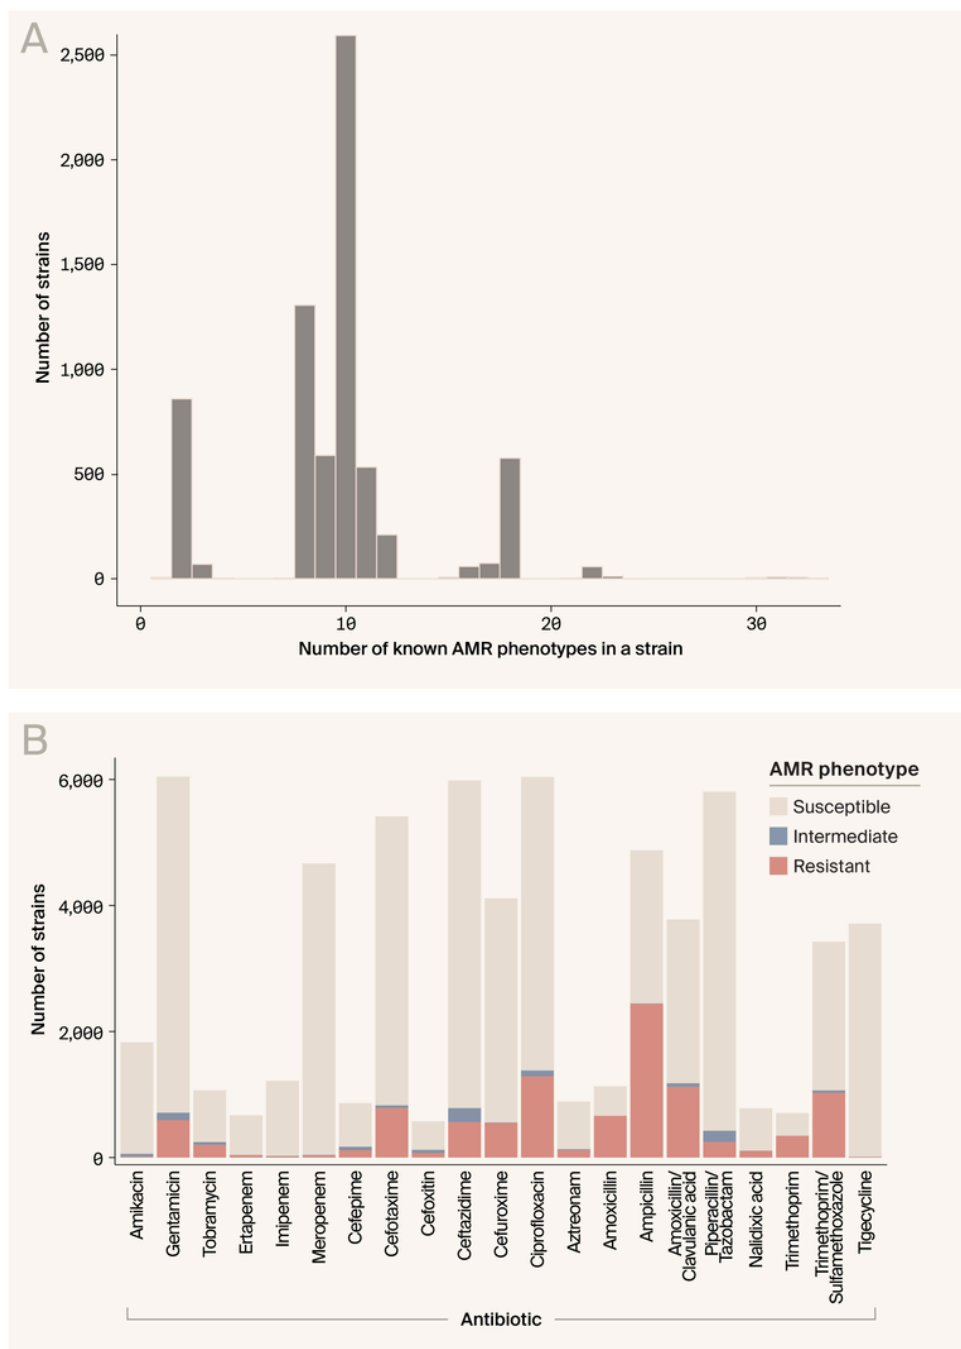 A
2,500
2,000
1,500
1,000
500
0
Number of strains
0
10
20
30
Number of known AMR phenotypes in a strain
B
6,000
4,000
2,000
0
Number of strains
AMR phenotype
Susceptible
Intermediate
Resistant
Amikacin
Gentamicin
Tobramycin
Ertapenem
Imipenem
Meropenem
Cefepime
Cefotaxime
Cefoxitin
Ceftazidime
Cefuroxime
Ciprofloxacin
Aztreonam
Amoxicillin
Ampicillin
Amoxicillin/
Clavulanic acid
Piperacillin/
Tazobactam
Nalidixic acid
Trimethoprim
Trimethoprim/
Sulfamethoxazole
Tigecycline
Antibiotic